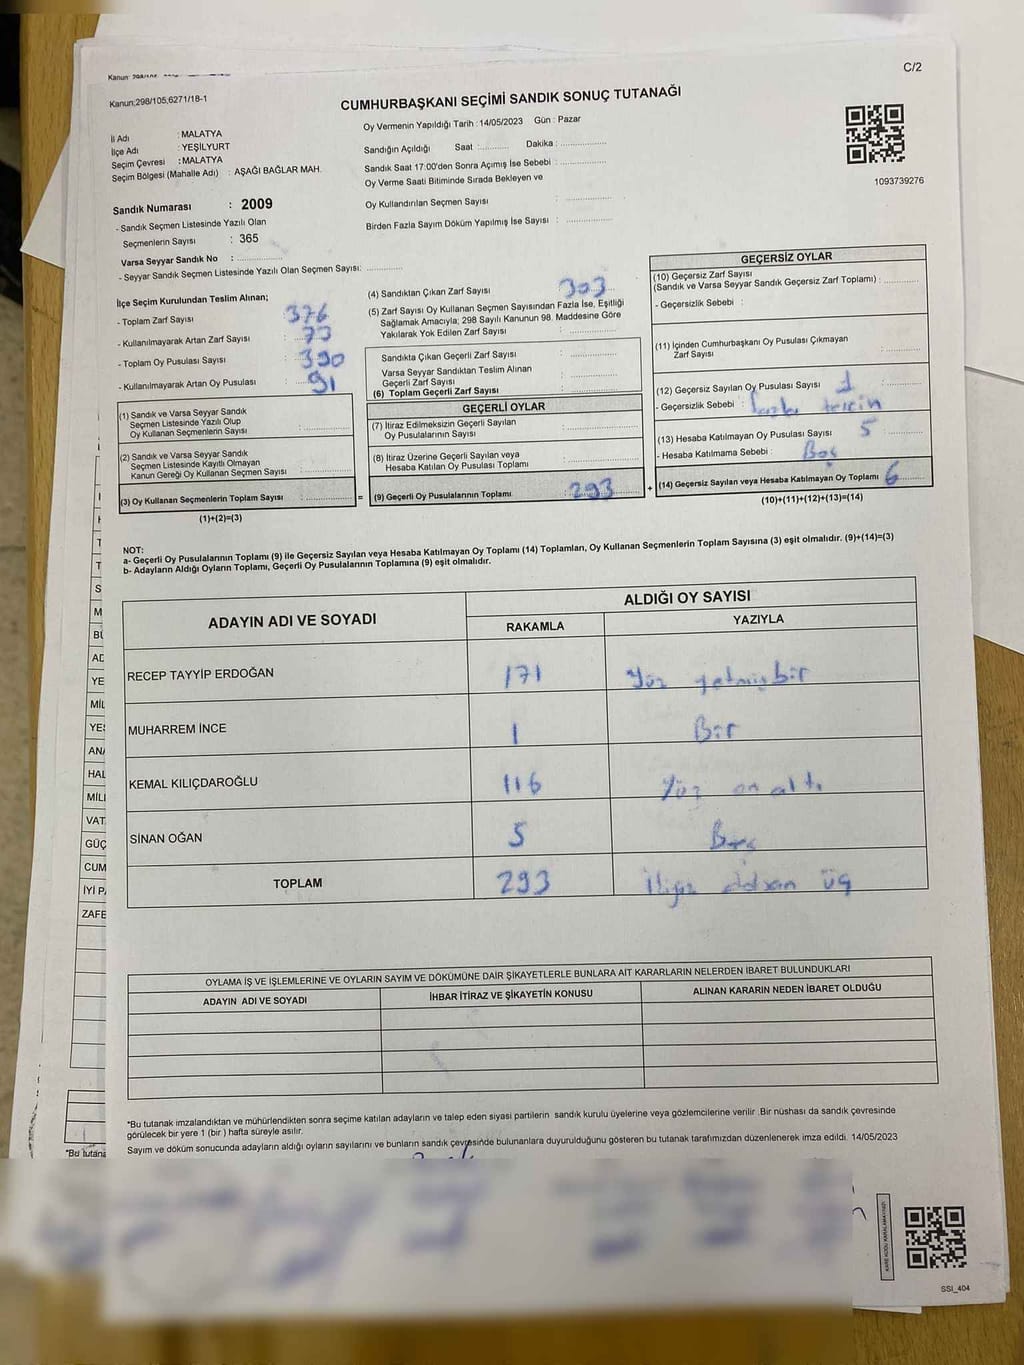 C/2
Kanun:298/105;6271/18-1
CUMHURBAŞKANI SEÇİMİ SANDIK SONUÇ TUTANAĞI
İl Adı : MALATYA
İlçe Adı : YEŞİLYURT
Seçim Çevresi : MALATYA
Seçim Bölgesi (Mahalle Adı) : AŞAĞI BAĞLAR MAH.
Oy Vermenin Yapıldığı Tarih : 14/05/2023 Gün : Pazar
Sandığın Açıldığı Saat :........... Dakika : ..................
Sandık Saat 17:00'den Sonra Açımış İse Sebebi : ..................
Oy Verme Saati Bitiminde Sırada Bekleyen ve
Oy Kullandırılan Seçmen Sayısı : ..................
Birden Fazla Sayım Döküm Yapılmış İse Sayısı : ..................
1093739276
Sandık Numarası : 2009
- Sandık Seçmen Listesinde Yazılı Olan
Seçmenlerin Sayısı : 365
Varsa Seyyar Sandık No : ..................
- Seyyar Sandık Seçmen Listesinde Yazılı Olan Seçmen Sayısı: ..............
İlçe Seçim Kurulundan Teslim Alınan;
- Toplam Zarf Sayısı : 376
- Kullanılmayarak Artan Zarf Sayısı : 73
- Toplam Oy Pusulası Sayısı : 390
- Kullanılmayarak Artan Oy Pusulası : 91
(1) Sandık ve Varsa Seyyar Sandık
Seçmen Listesinde Yazılı Olup
Oy Kullanan Seçmenlerin Sayısı : ..................
(2) Sandık ve Varsa Seyyar Sandık
Seçmen Listesinde Kayıtlı Olmayan
Kanun Gereği Oy Kullanan Seçmen Sayısı : ..................
(3) Oy Kullanan Seçmenlerin Toplam Sayısı : ..................
(1)+(2)=(3)
=
(4) Sandıktan Çıkan Zarf Sayısı : 303
(5) Zarf Sayısı Oy Kullanan Seçmen Sayısından Fazla İse, Eşitliği
Sağlamak Amacıyla; 298 Sayılı Kanunun 98. Maddesine Göre
Yakılarak Yok Edilen Zarf Sayısı : ..................
Sandıkta Çıkan Geçerli Zarf Sayısı : ..................
Varsa Seyyar Sandıktan Teslim Alınan
Geçerli Zarf Sayısı : ..................
(6) Toplam Geçerli Zarf Sayısı : ..................
GEÇERLİ OYLAR
(7) İtiraz Edilmeksizin Geçerli Sayılan
Oy Pusulalarının Sayısı : ..................
(8) İtiraz Üzerine Geçerli Sayılan veya
Hesaba Katılan Oy Pusulası Toplamı : ..................
(9) Geçerli Oy Pusulalarının Toplamı : 293
+
GEÇERSİZ OYLAR
(10) Geçersiz Zarf Sayısı
(Sandık ve Varsa Seyyar Sandık Geçersiz Zarf Toplamı) : ..............
- Geçersizlik Sebebi :
(11) İçinden Cumhurbaşkanı Oy Pusulası Çıkmayan
Zarf Sayısı : ..............
(12) Geçersiz Sayılan Oy Pusulası Sayısı : 1
- Geçersizlik Sebebi : fazla tercih
(13) Hesaba Katılmayan Oy Pusulası Sayısı : 5
- Hesaba Katılmama Sebebi : Boş
(14) Geçersiz Sayılan veya Hesaba Katılmayan Oy Toplamı : 6
(10)+(11)+(12)+(13)=(14)
NOT:
a- Geçerli Oy Pusulalarının Toplamı (9) ile Geçersiz Sayılan veya Hesaba Katılmayan Oy Toplamı (14) Toplamları, Oy Kullanan Seçmenlerin Toplam Sayısına (3) eşit olmalıdır. (9)+(14)=(3)
b- Adayların Aldığı Oyların Toplamı, Geçerli Oy Pusulalarının Toplamına (9) eşit olmalıdır.
ADAYIN ADI VE SOYADI
ALDIĞI OY SAYISI
RAKAMLA YAZIYLA
RECEP TAYYİP ERDOĞAN 171 Yüz yetmişbir
MUHARREM İNCE 1 Bir
KEMAL KILIÇDAROĞLU 116 Yüz on altı
SİNAN OĞAN 5 Beş
TOPLAM 293 İkiyüz doksan üç
OYLAMA İŞ VE İŞLEMLERİNE VE OYLARIN SAYIM VE DÖKÜMÜNE DAİR ŞİKAYETLERLE BUNLARA AİT KARARLARIN NELERDEN İBARET BULUNDUKLARI
ADAYIN ADI VE SOYADI İHBAR İTİRAZ VE ŞİKAYETİN KONUSU ALINAN KARARIN NEDEN İBARET OLDUĞU
*Bu tutanak imzalandıktan ve mühürlendikten sonra seçime katılan adayların ve talep eden siyasi partilerin sandık kurulu üyelerine veya gözlemcilerine verilir .Bir nüshası da sandık çevresinde
görülecek bir yere 1 (bir ) hafta süreyle asılır.
Sayım ve döküm sonucunda adayların aldığı oyların sayılarını ve bunların sandık çevresinde bulunanlara duyurulduğunu gösteren bu tutanak tarafımızdan düzenlenerek imza edildi. 14/05/2023
KARE KODU KARALAMAYINIZ!
SSI_404